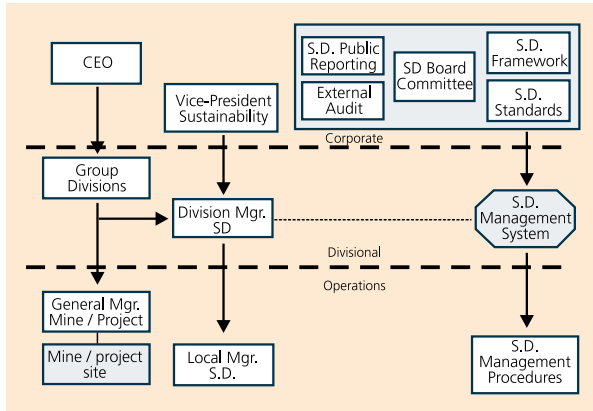 CEO
Vice-President
Sustainability
S.D. Public
Reporting
External
Audit
SD Board
Committee
S.D.
Framework
S.D.
Standards
Corporate
Group
Divisions
Division Mgr.
SD
S.D.
Management
System
Divisional
Operations
General Mgr.
Mine / Project
Mine / project
site
Local Mgr.
S.D.
S.D.
Management
Procedures